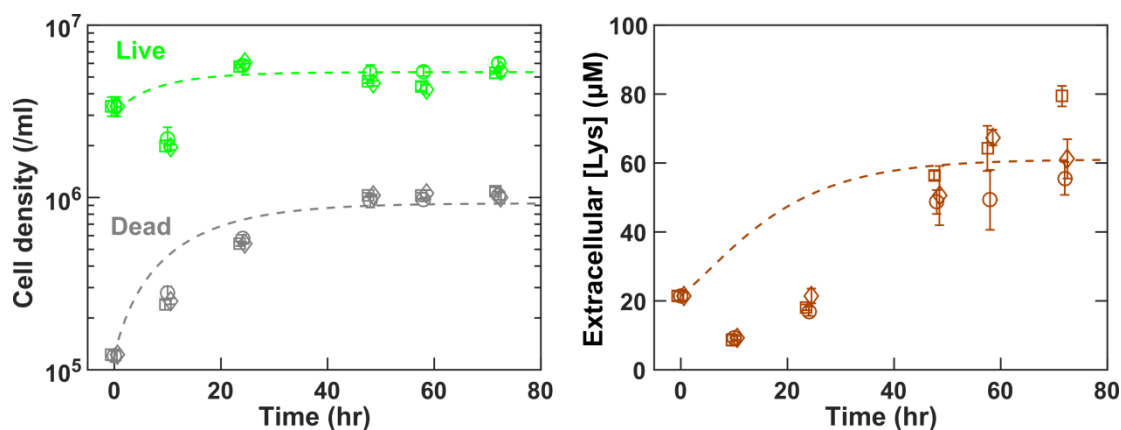 10^7
10^6
10^5
Cell density (/ml)
Live
Dead
0 20 40 60 80
Time (hr)
100
80
60
40
20
0
Extracellular [Lys] (µM)
0 20 40 60 80
Time (hr)